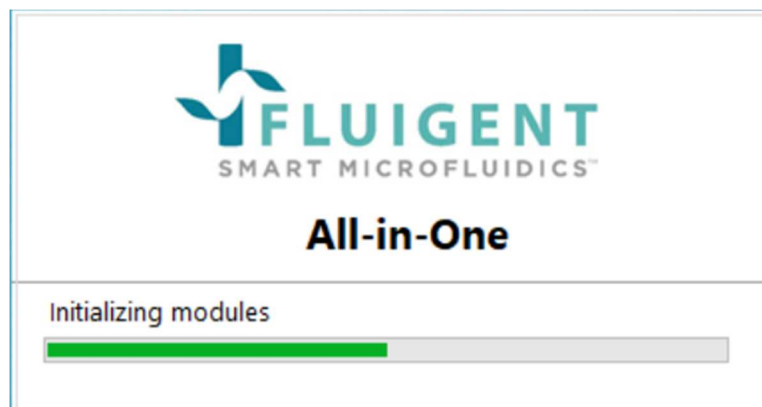 FLUIGENT
SMART MICROFLUIDICS™
All-in-One
Initializing modules